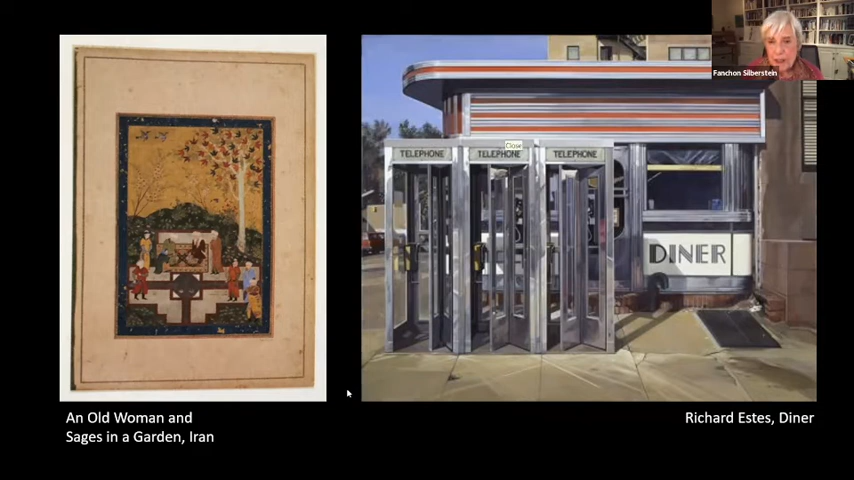 Fanchon Silberstein
TELEPHONE
TELEPHONE
TELEPHONE
Close
DINER
An Old Woman and
Sages in a Garden, Iran
Richard Estes, Diner